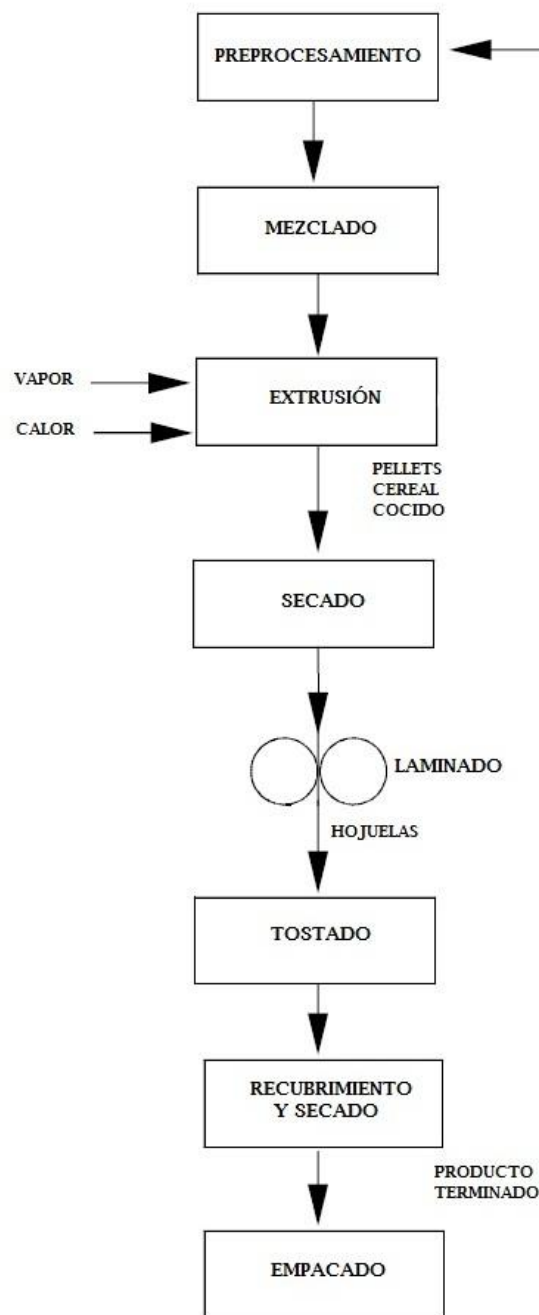 PREPROCESAMIENTO
MEZCLADO
VAPOR
EXTRUSIÓN
CALOR
PELLETS
CEREAL
COCIDO
SECADO
LAMINADO
HOJUELAS
TOSTADO
RECUBRIMIENTO
Y SECADO
PRODUCTO
TERMINADO
EMPACADO